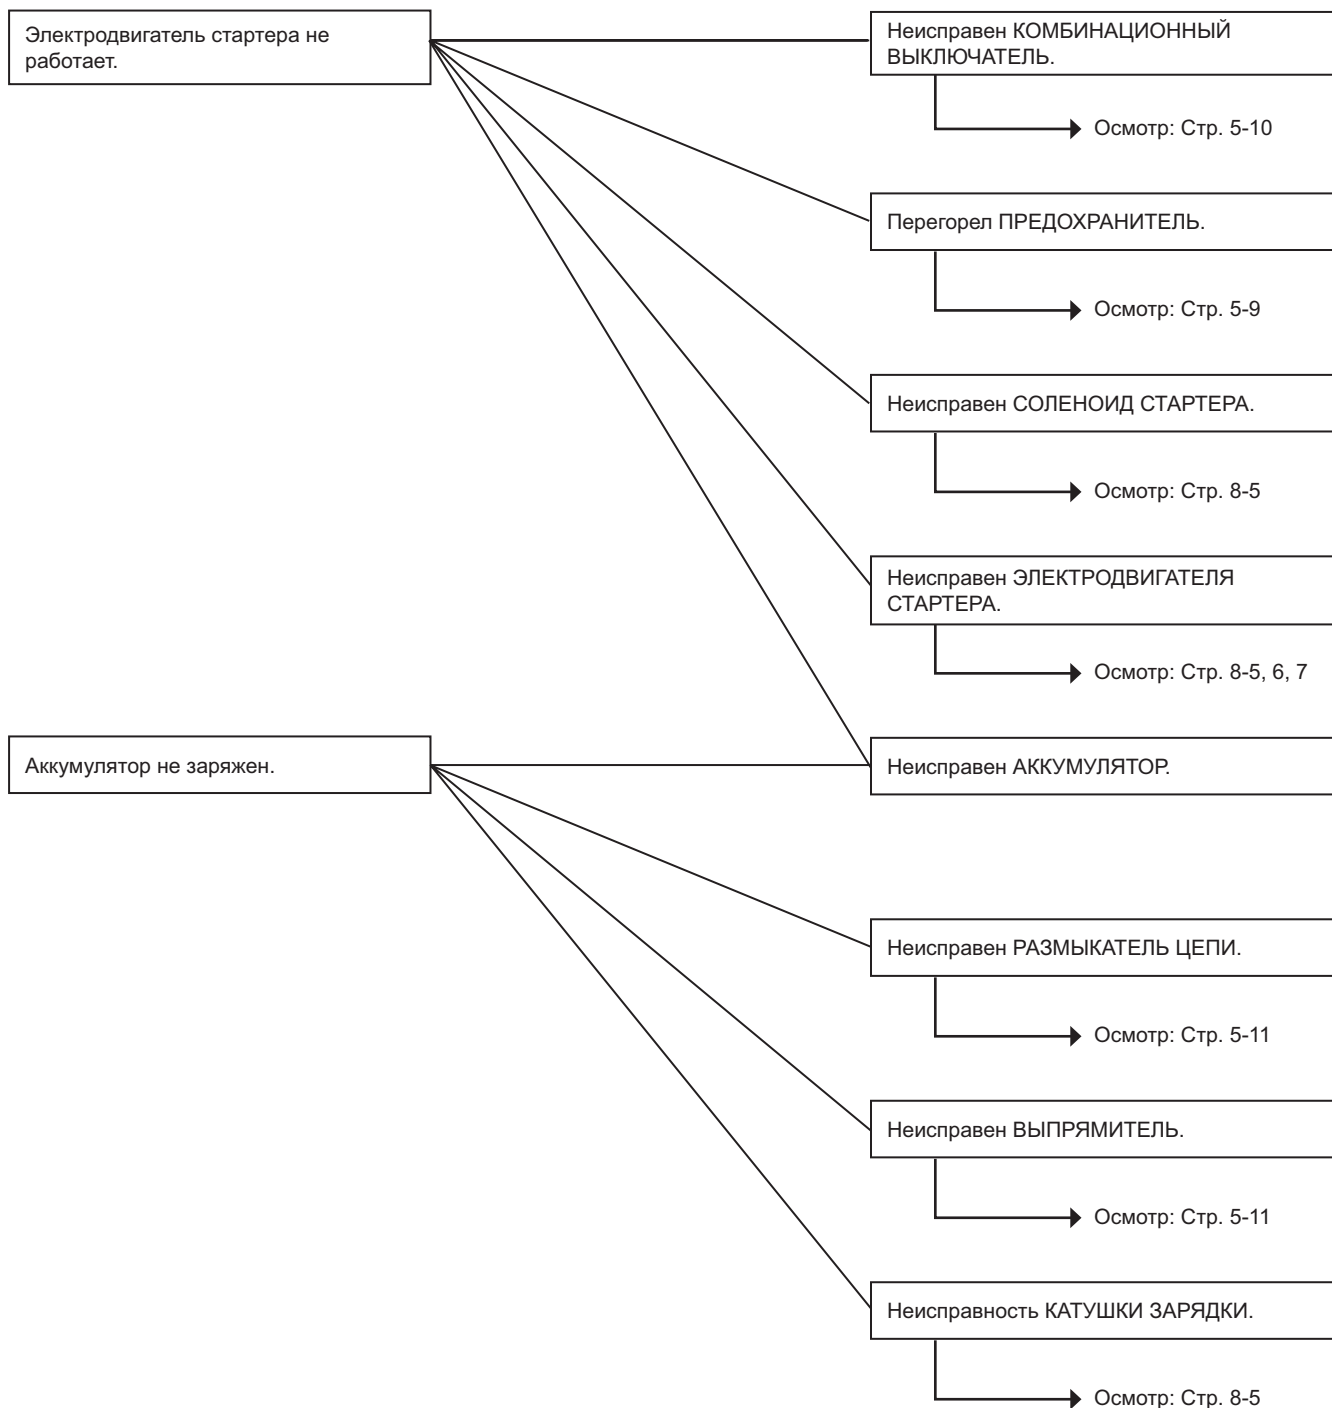 Электродвигатель стартера не
работает.
Неисправен КОМБИНАЦИОННЫЙ
ВЫКЛЮЧАТЕЛЬ.
Осмотр: Стр. 5-10
Перегорел ПРЕДОХРАНИТЕЛЬ.
Осмотр: Стр. 5-9
Неисправен СОЛЕНОИД СТАРТЕРА.
Осмотр: Стр. 8-5
Неисправен ЭЛЕКТРОДВИГАТЕЛЯ
СТАРТЕРА.
Осмотр: Стр. 8-5, 6, 7
Аккумулятор не заряжен.
Неисправен АККУМУЛЯТОР.
Неисправен РАЗМЫКАТЕЛЬ ЦЕПИ.
Осмотр: Стр. 5-11
Неисправен ВЫПРЯМИТЕЛЬ.
Осмотр: Стр. 5-11
Неисправность КАТУШКИ ЗАРЯДКИ.
Осмотр: Стр. 8-5